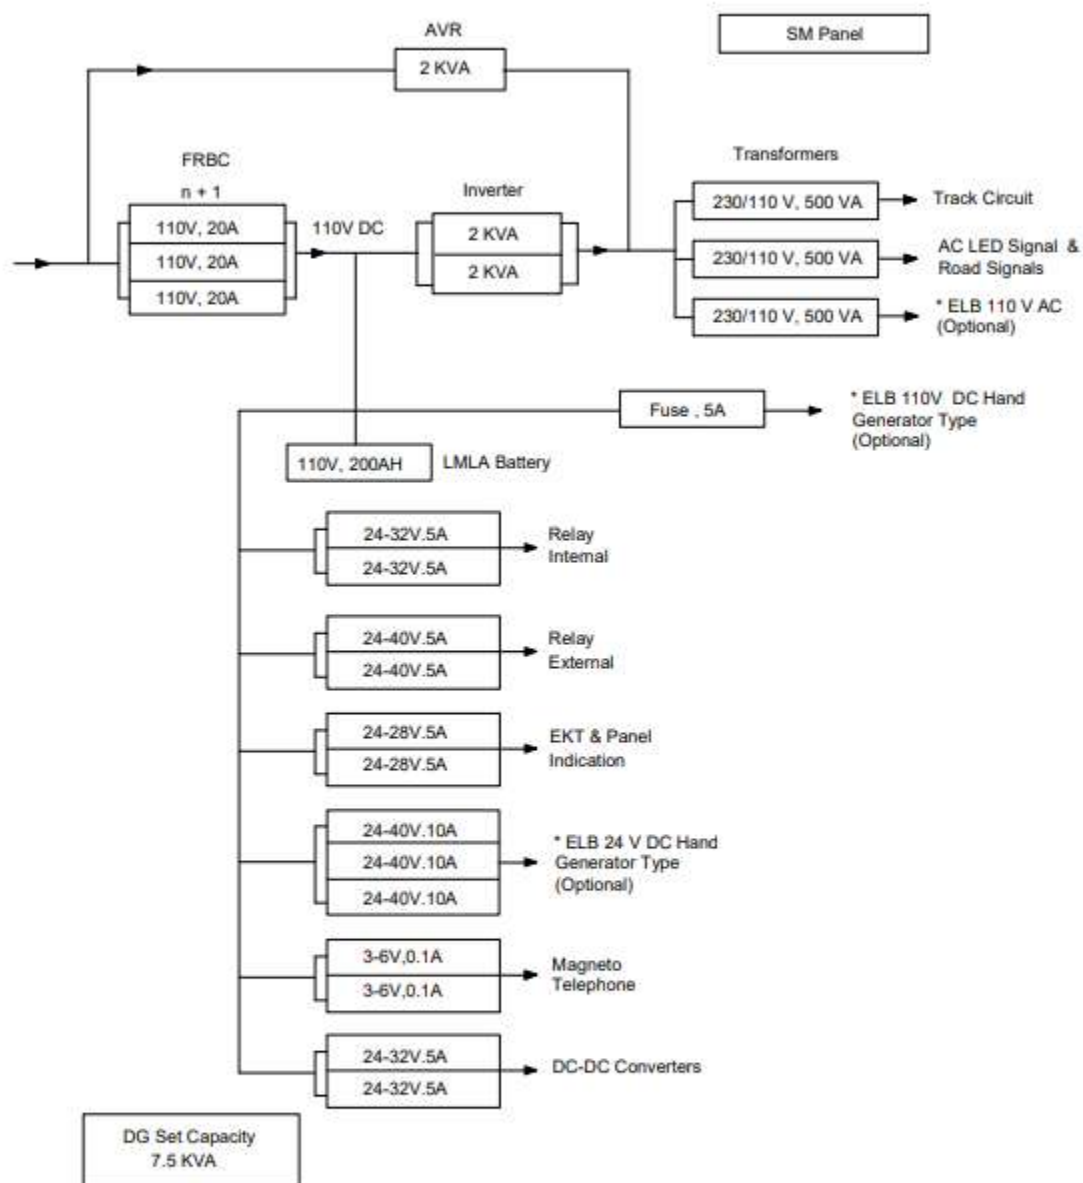 AVR
2 KVA
SM Panel
FRBC
n + 1
110V, 20A
110V, 20A
110V, 20A
110V DC
Inverter
2 KVA
2 KVA
Transformers
230/110 V, 500 VA
Track Circuit
230/110 V, 500 VA
AC LED Signal &
Road Signals
230/110 V, 500 VA
* ELB 110 V AC
(Optional)
Fuse , 5A
* ELB 110V DC Hand
Generator Type
(Optional)
110V, 200AH
LMLA Battery
24-32V.5A
24-32V.5A
Relay
Internal
24-40V.5A
24-40V.5A
Relay
External
24-28V.5A
24-28V.5A
EKT & Panel
Indication
24-40V.10A
24-40V.10A
24-40V.10A
* ELB 24 V DC Hand
Generator Type
(Optional)
3-6V,0.1A
3-6V,0.1A
Magneto
Telephone
24-32V.5A
24-32V.5A
DC-DC Converters
DG Set Capacity
7.5 KVA